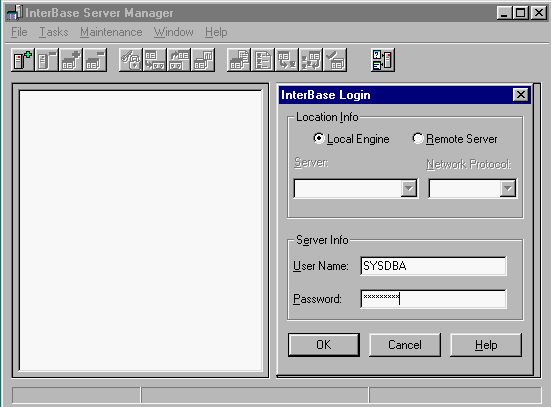 InterBase Server Manager
File Tasks Maintenance Window Help
InterBase Login
Location Info
Local Engine Remote Server
Server: Network Protocol:
Server Info
User Name: SYSDBA
Password: *********
OK Cancel Help